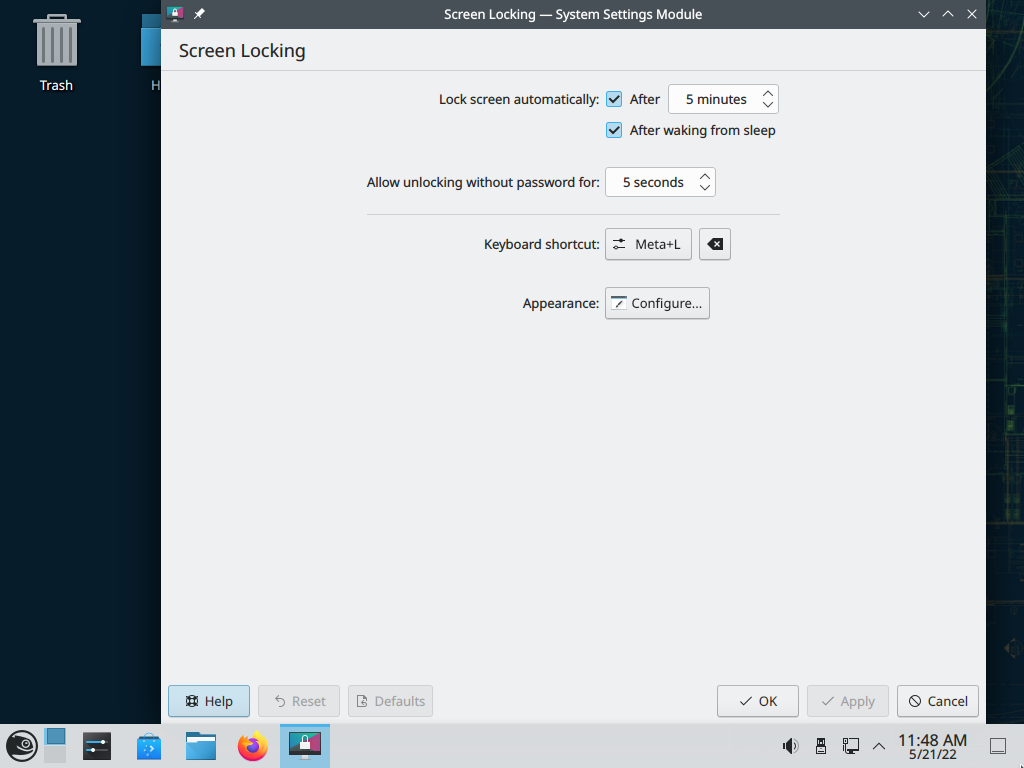 Screen Locking — System Settings Module
Trash
H
Screen Locking
Lock screen automatically: After 5 minutes
After waking from sleep
Allow unlocking without password for: 5 seconds
Keyboard shortcut: Meta+L
Appearance: Configure...
Help Reset Defaults OK Apply Cancel
11:48 AM
5/21/22